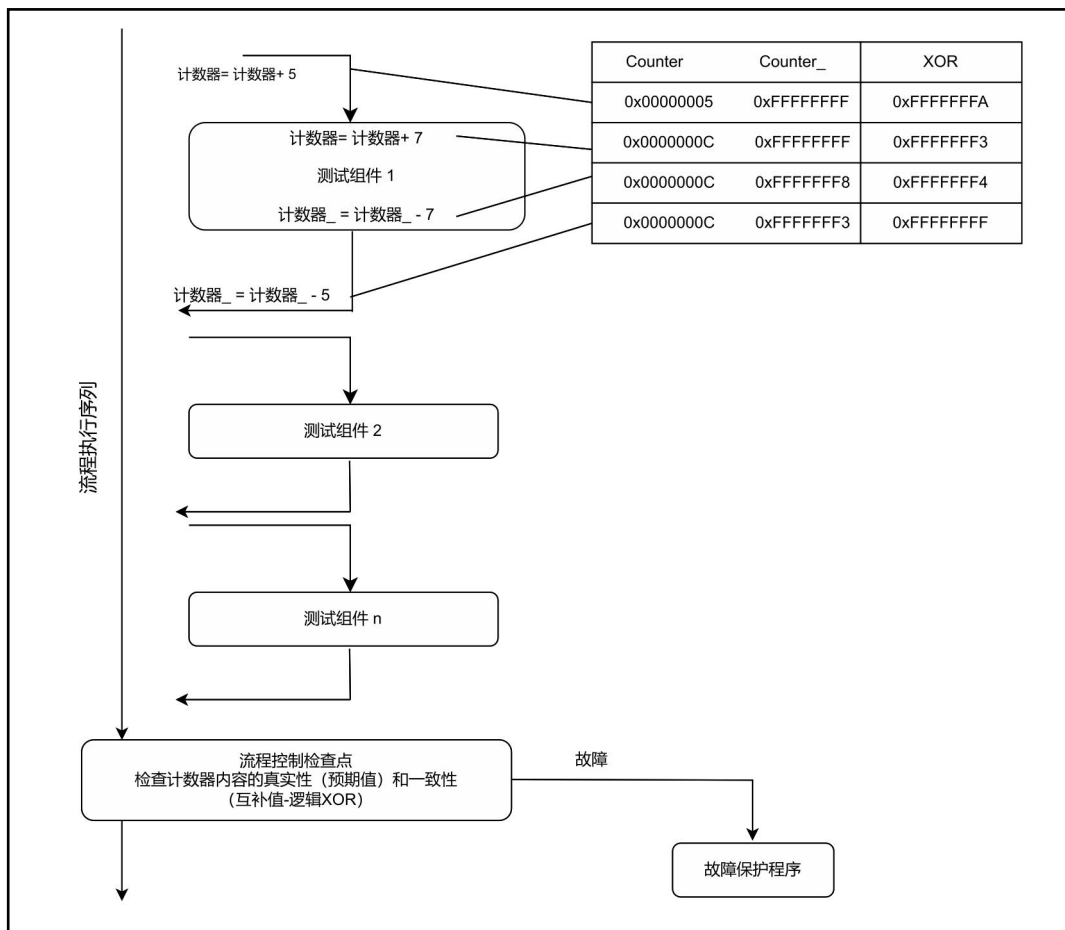 计数器= 计数器+ 5
计数器= 计数器+ 7
测试组件 1
计数器_ = 计数器_ - 7
计数器_ = 计数器_ - 5
Counter Counter_ XOR
0x00000005 0xFFFFFFFF 0xFFFFFFFA
0x0000000C 0xFFFFFFFF 0xFFFFFFF3
0x0000000C 0xFFFFFFF8 0xFFFFFFF4
0x0000000C 0xFFFFFFF3 0xFFFFFFFF
流程执行序列
测试组件 2
测试组件 n
流程控制检查点
检查计数器内容的真实性（预期值）和一致性
（互补值-逻辑XOR）
故障
故障保护程序